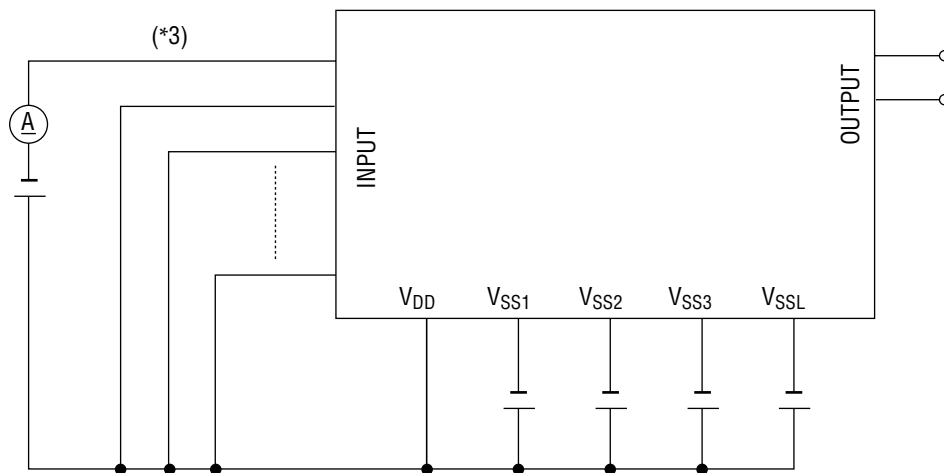 (*3)
A
INPUT
OUTPUT
VDD
VSS1
VSS2
VSS3
VSSL